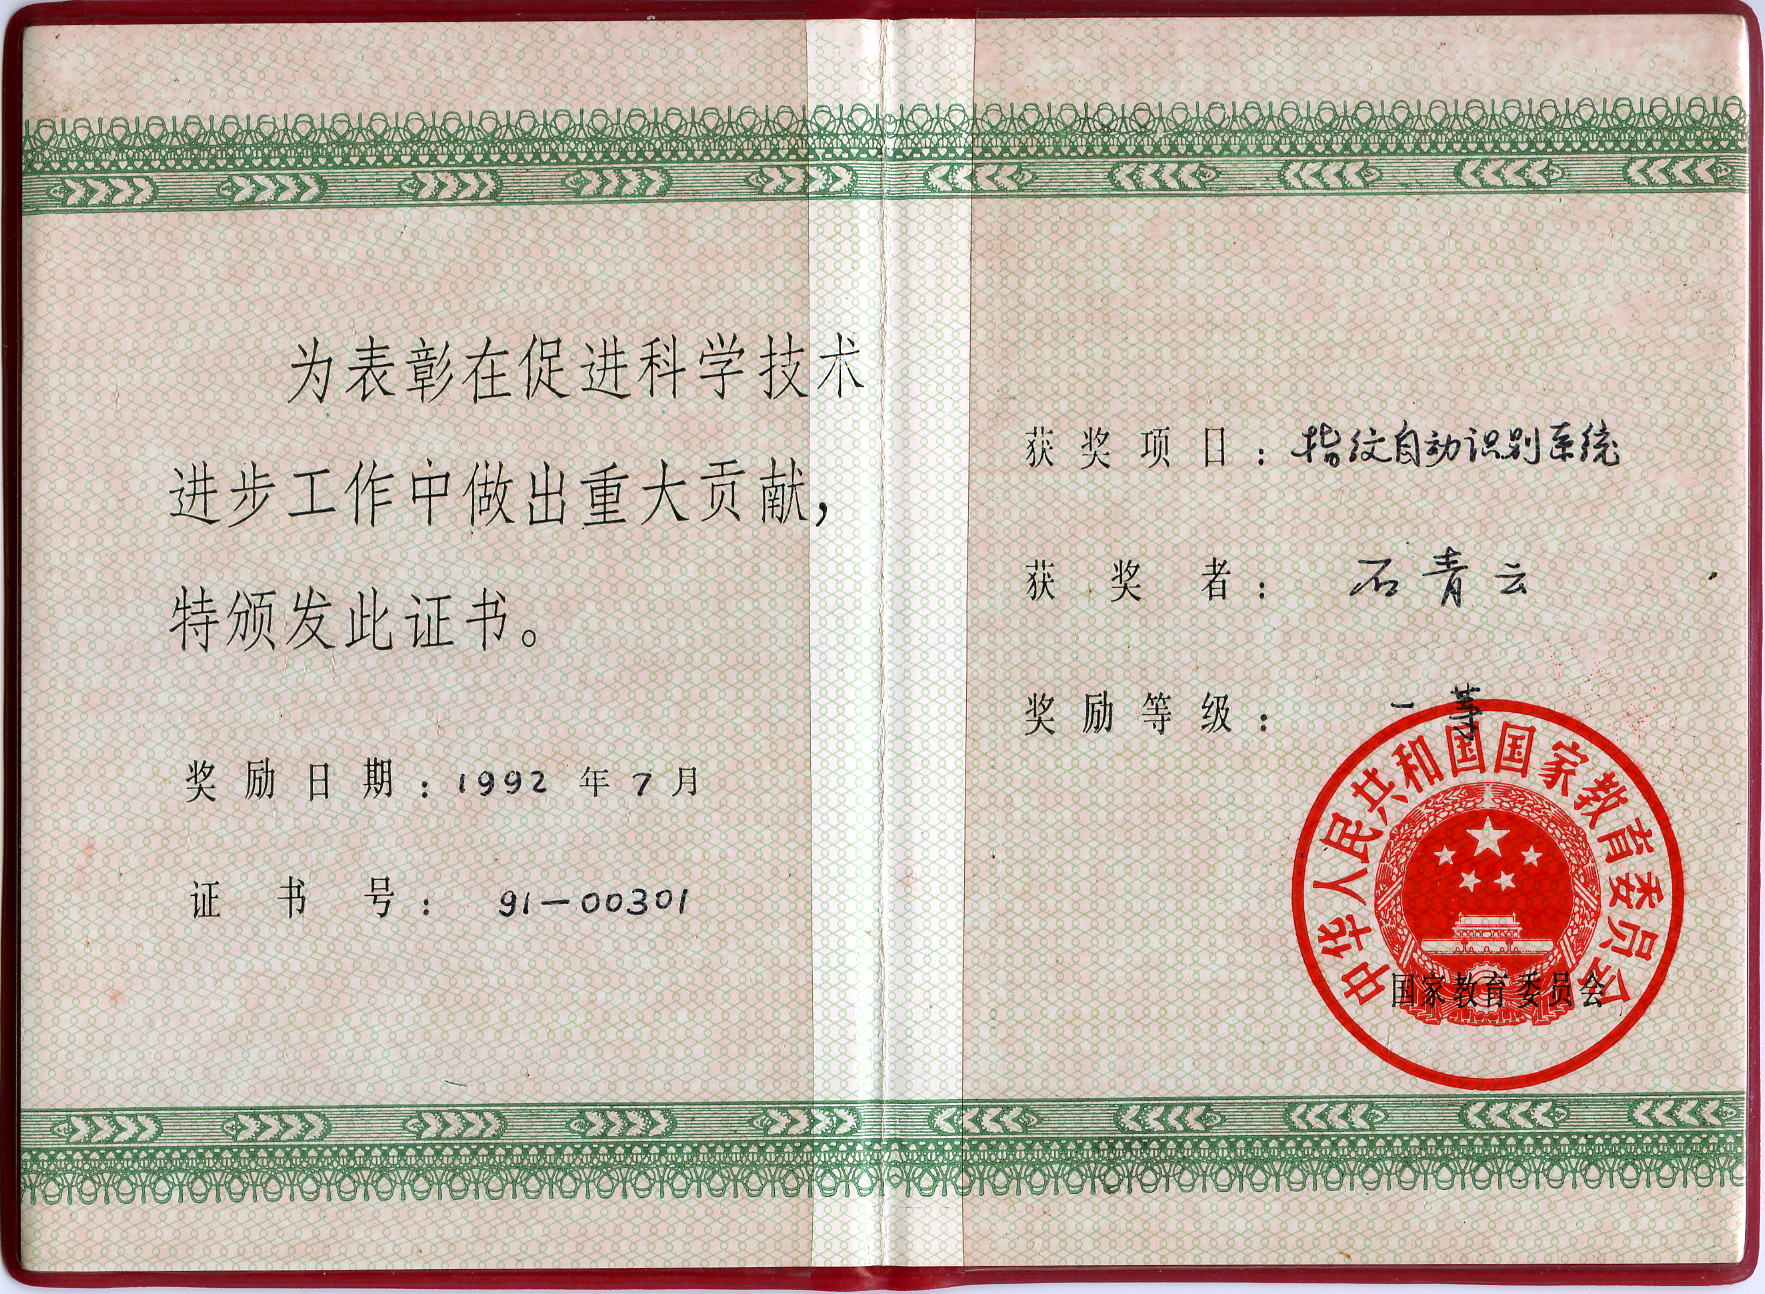 为表彰在促进科学技术
进步工作中做出重大贡献，
特颁发此证书。
奖励日期：1992年7月
证书号：91-00301
获奖项目：指纹自动识别系统
获奖者：石青云
奖励等级：一等
中华人民共和国国家教育委员会
国家教育委员会